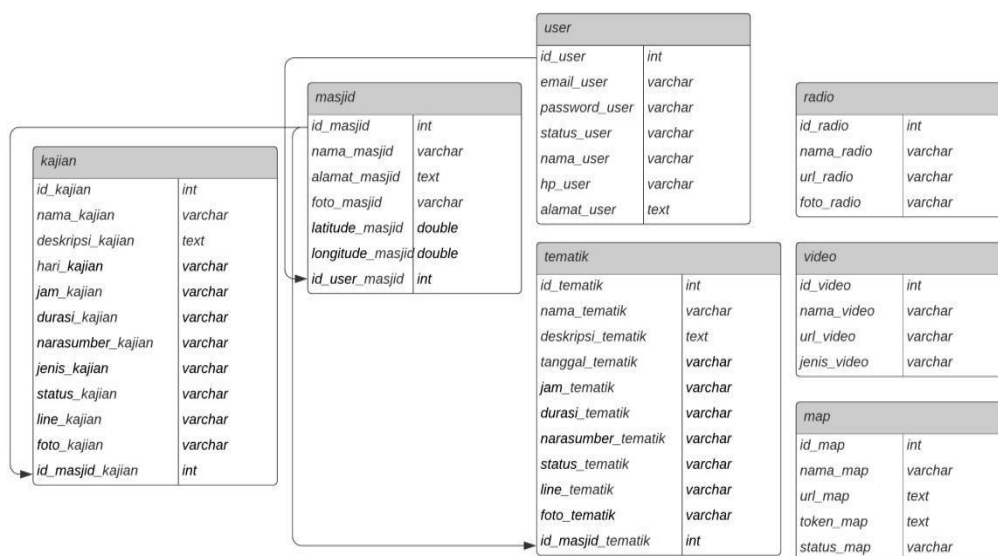 user
id_user int
email_user varchar
password_user varchar
status_user varchar
nama_user varchar
hp_user varchar
alamat_user text
masjid
id_masjid int
nama_masjid varchar
alamat_masjid text
foto_masjid varchar
latitude_masjid double
longitude_masjid double
id_user_masjid int
kajian
id_kajian int
nama_kajian varchar
deskripsi_kajian text
hari_kajian varchar
jam_kajian varchar
durasi_kajian varchar
narasumber_kajian varchar
jenis_kajian varchar
status_kajian varchar
line_kajian varchar
foto_kajian varchar
id_masjid_kajian int
tematik
id_tematik int
nama_tematik varchar
deskripsi_tematik text
tanggal_tematik varchar
jam_tematik varchar
durasi_tematik varchar
narasumber_tematik varchar
status_tematik varchar
line_tematik varchar
foto_tematik varchar
id_masjid_tematik int
radio
id_radio int
nama_radio varchar
url_radio varchar
foto_radio varchar
video
id_video int
nama_video varchar
url_video varchar
jenis_video varchar
map
id_map int
nama_map varchar
url_map text
token_map text
status_map varchar